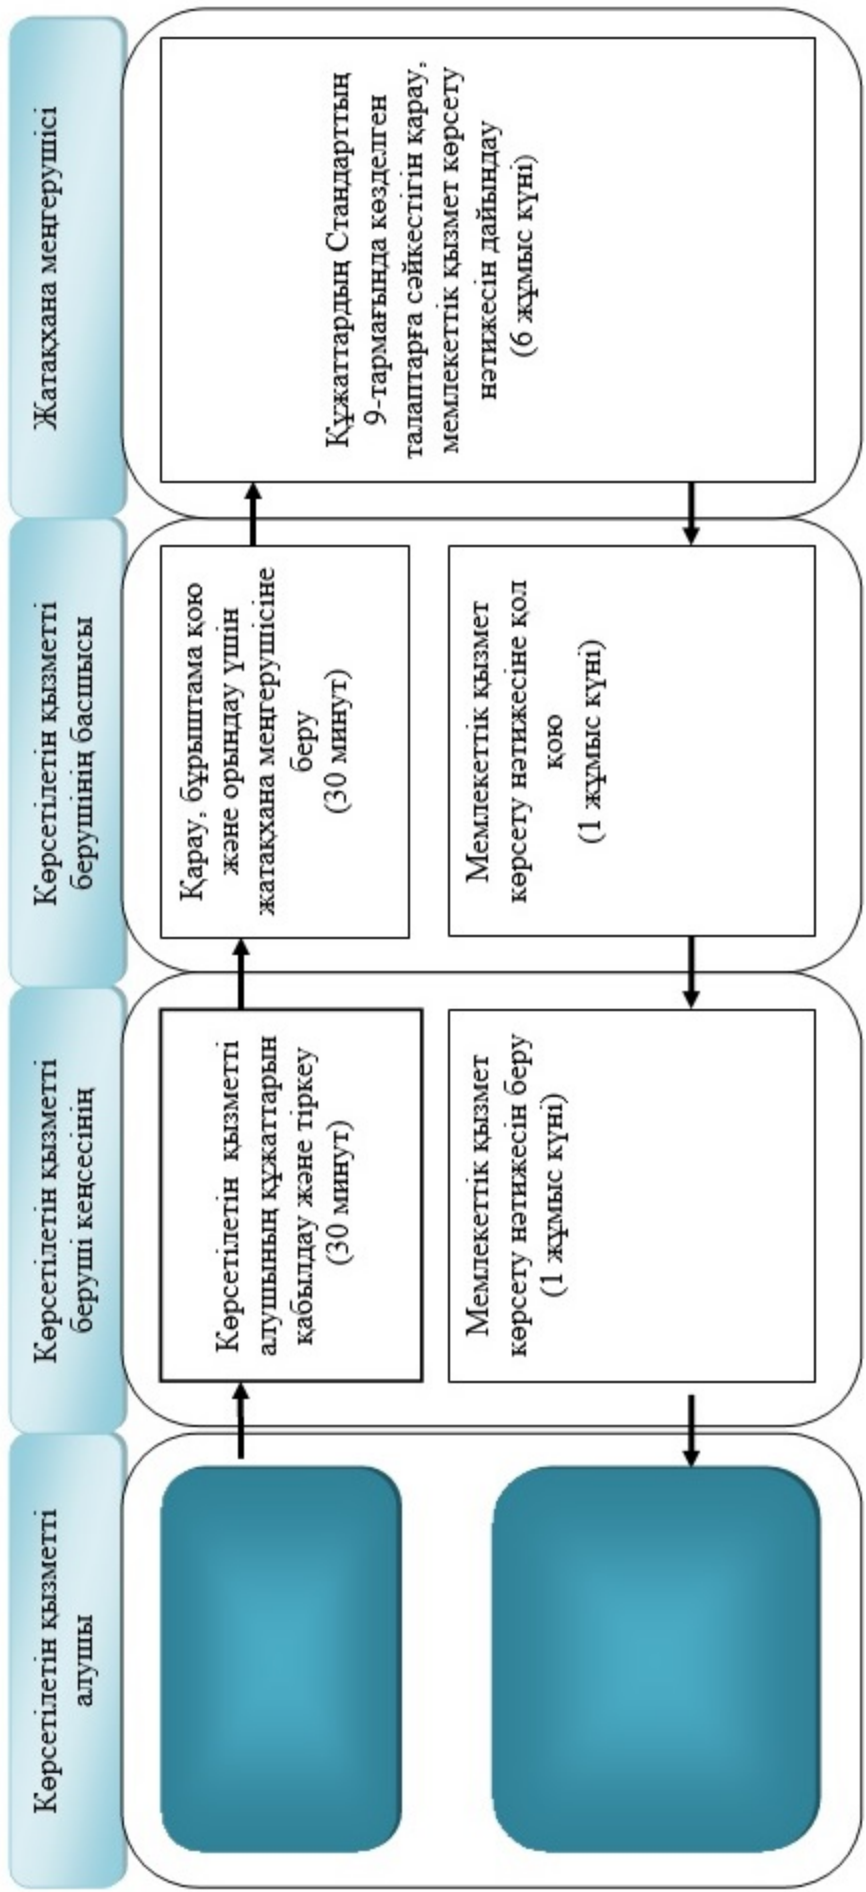 Көрсетілетін қызметті
алушы
Көрсетілетін қызметті
беруші кеңсесінің
Көрсетілетін қызметті
берушінің басшысы
Жатақхана меңгерушісі
Көрсетілетін қызметті
алушының құжаттарын
қабылдау және тіркеу
(30 минут)
Қарау, бұрыштама қою
және орындау үшін
жатақхана меңгерушісіне
беру
(30 минут)
Құжаттардың Стандарттың
9-тармағында көзделген
талаптарға сәйкестігін қарау,
мемлекеттік қызмет көрсету
нәтижесін дайындау
(6 жұмыс күні)
Мемлекеттік қызмет
көрсету нәтижесіне қол
қою
(1 жұмыс күні)
Мемлекеттік қызмет
көрсету нәтижесін беру
(1 жұмыс күні)